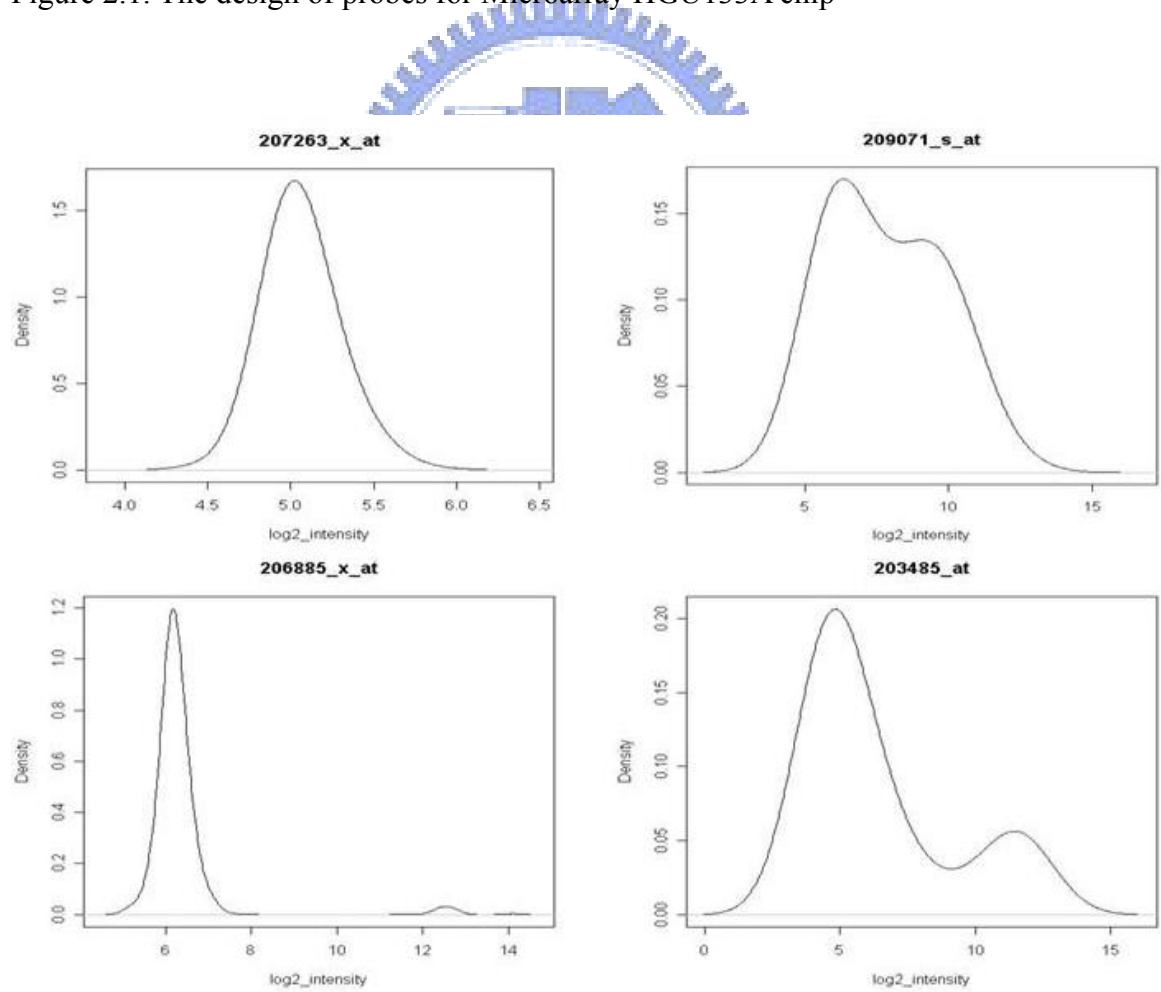 Figure 2.1: The design of probes for Microarray HGU133A chip
207263_x_at
Density
0.0 0.5 1.0 1.5
4.0 4.5 5.0 5.5 6.0 6.5
log2_intensity
209071_s_at
Density
0.00 0.05 0.10 0.15
5 10 15
log2_intensity
206885_x_at
Density
0.0 0.2 0.4 0.6 0.8 1.0 1.2
6 8 10 12 14
log2_intensity
203485_at
Density
0.00 0.05 0.10 0.15 0.20
0 5 10 15
log2_intensity